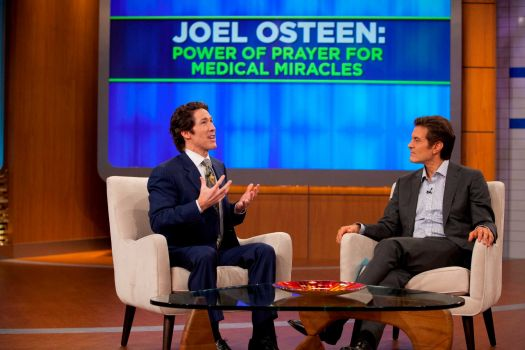 JOEL OSTEEN:
POWER OF PRAYER FOR
MEDICAL MIRACLES